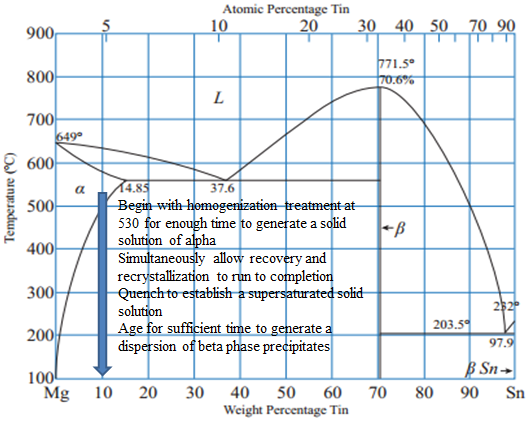 Atomic Percentage Tin
5 10 20 30 40 50 70 90
900
800
700
600
500
400
300
200
100
Temperature (°C)
771.5°
70.6%
L
649°
α
14.85
37.6
Begin with homogenization treatment at
530 for enough time to generate a solid
solution of alpha
Simultaneously allow recovery and
recrystallization to run to completion
Quench to establish a supersaturated solid
solution
Age for sufficient time to generate a
dispersion of beta phase precipitates
←β
232°
203.5°
97.9
β Sn→
Mg 10 20 30 40 50 60 70 80 90 Sn
Weight Percentage Tin